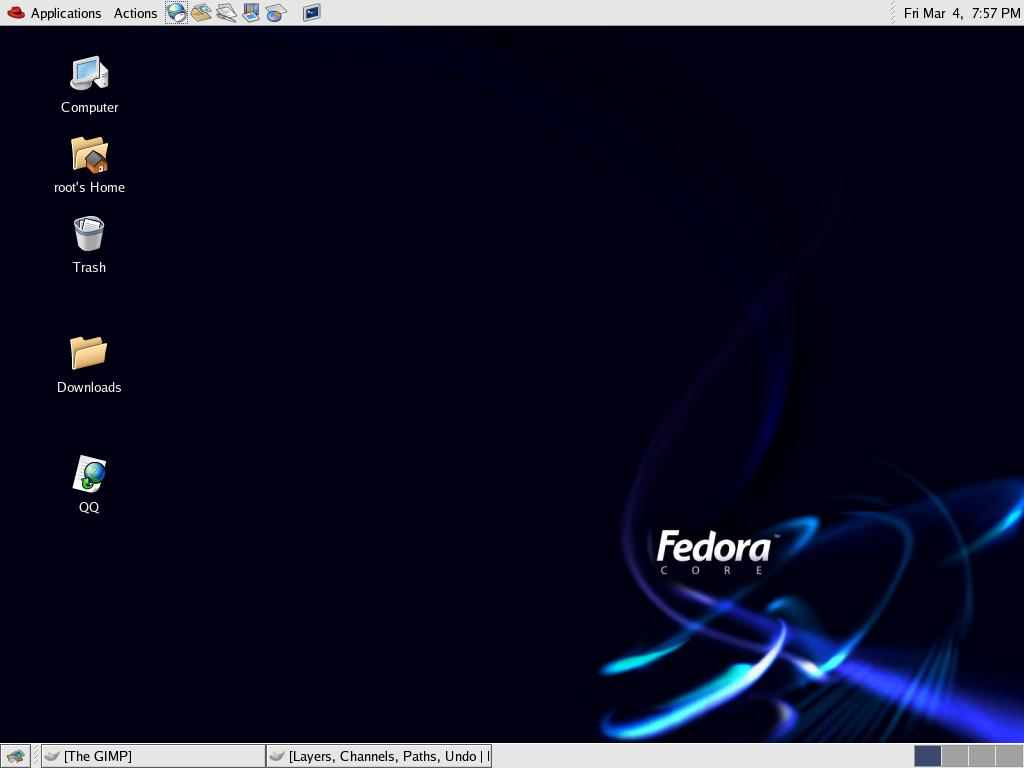 Applications Actions Fri Mar 4, 7:57 PM
Computer
root's Home
Trash
Downloads
QQ
Fedora™
CORE
[The GIMP] [Layers, Channels, Paths, Undo |